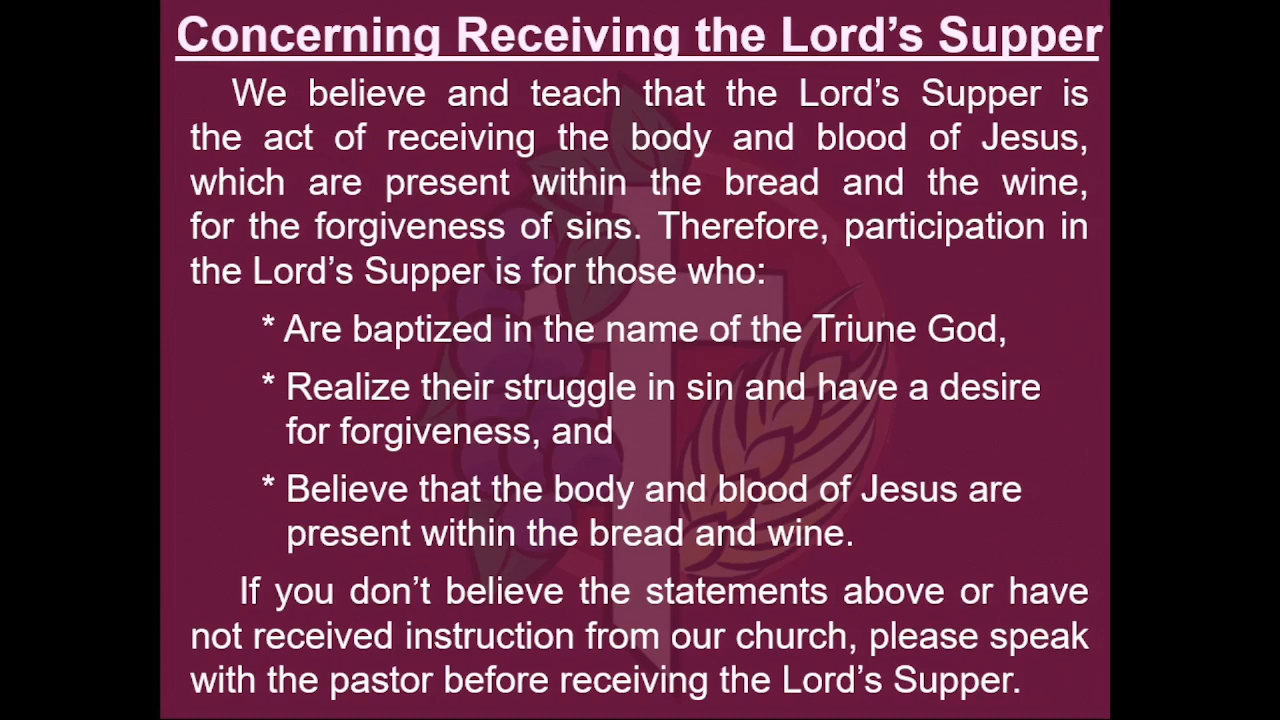 Concerning Receiving the Lord's Supper
We believe and teach that the Lord's Supper is
the act of receiving the body and blood of Jesus,
which are present within the bread and the wine,
for the forgiveness of sins. Therefore, participation in
the Lord's Supper is for those who:
* Are baptized in the name of the Triune God,
* Realize their struggle in sin and have a desire
for forgiveness, and
* Believe that the body and blood of Jesus are
present within the bread and wine.
If you don't believe the statements above or have
not received instruction from our church, please speak
with the pastor before receiving the Lord's Supper.